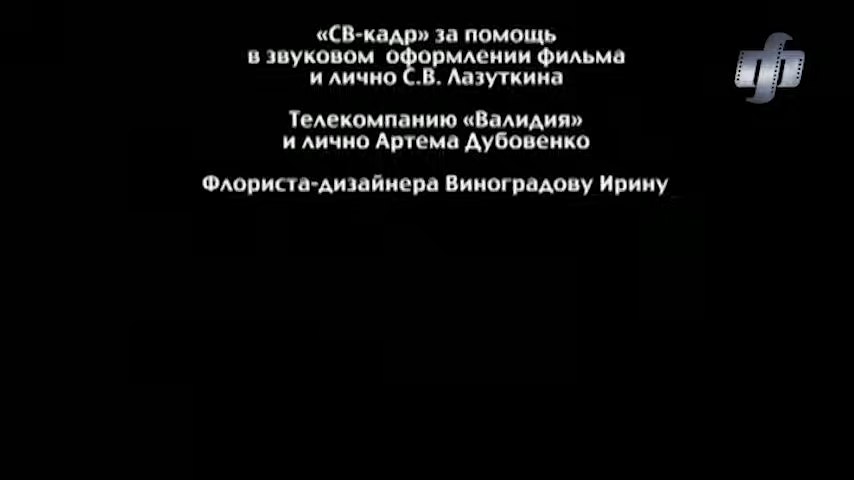 «СВ-кадр» за помощь
в звуковом оформлении фильма
и лично С.В. Лазуткина
Телекомпанию «Валидия»
и лично Артема Дубовенко
Флориста-дизайнера Виноградову Ирину